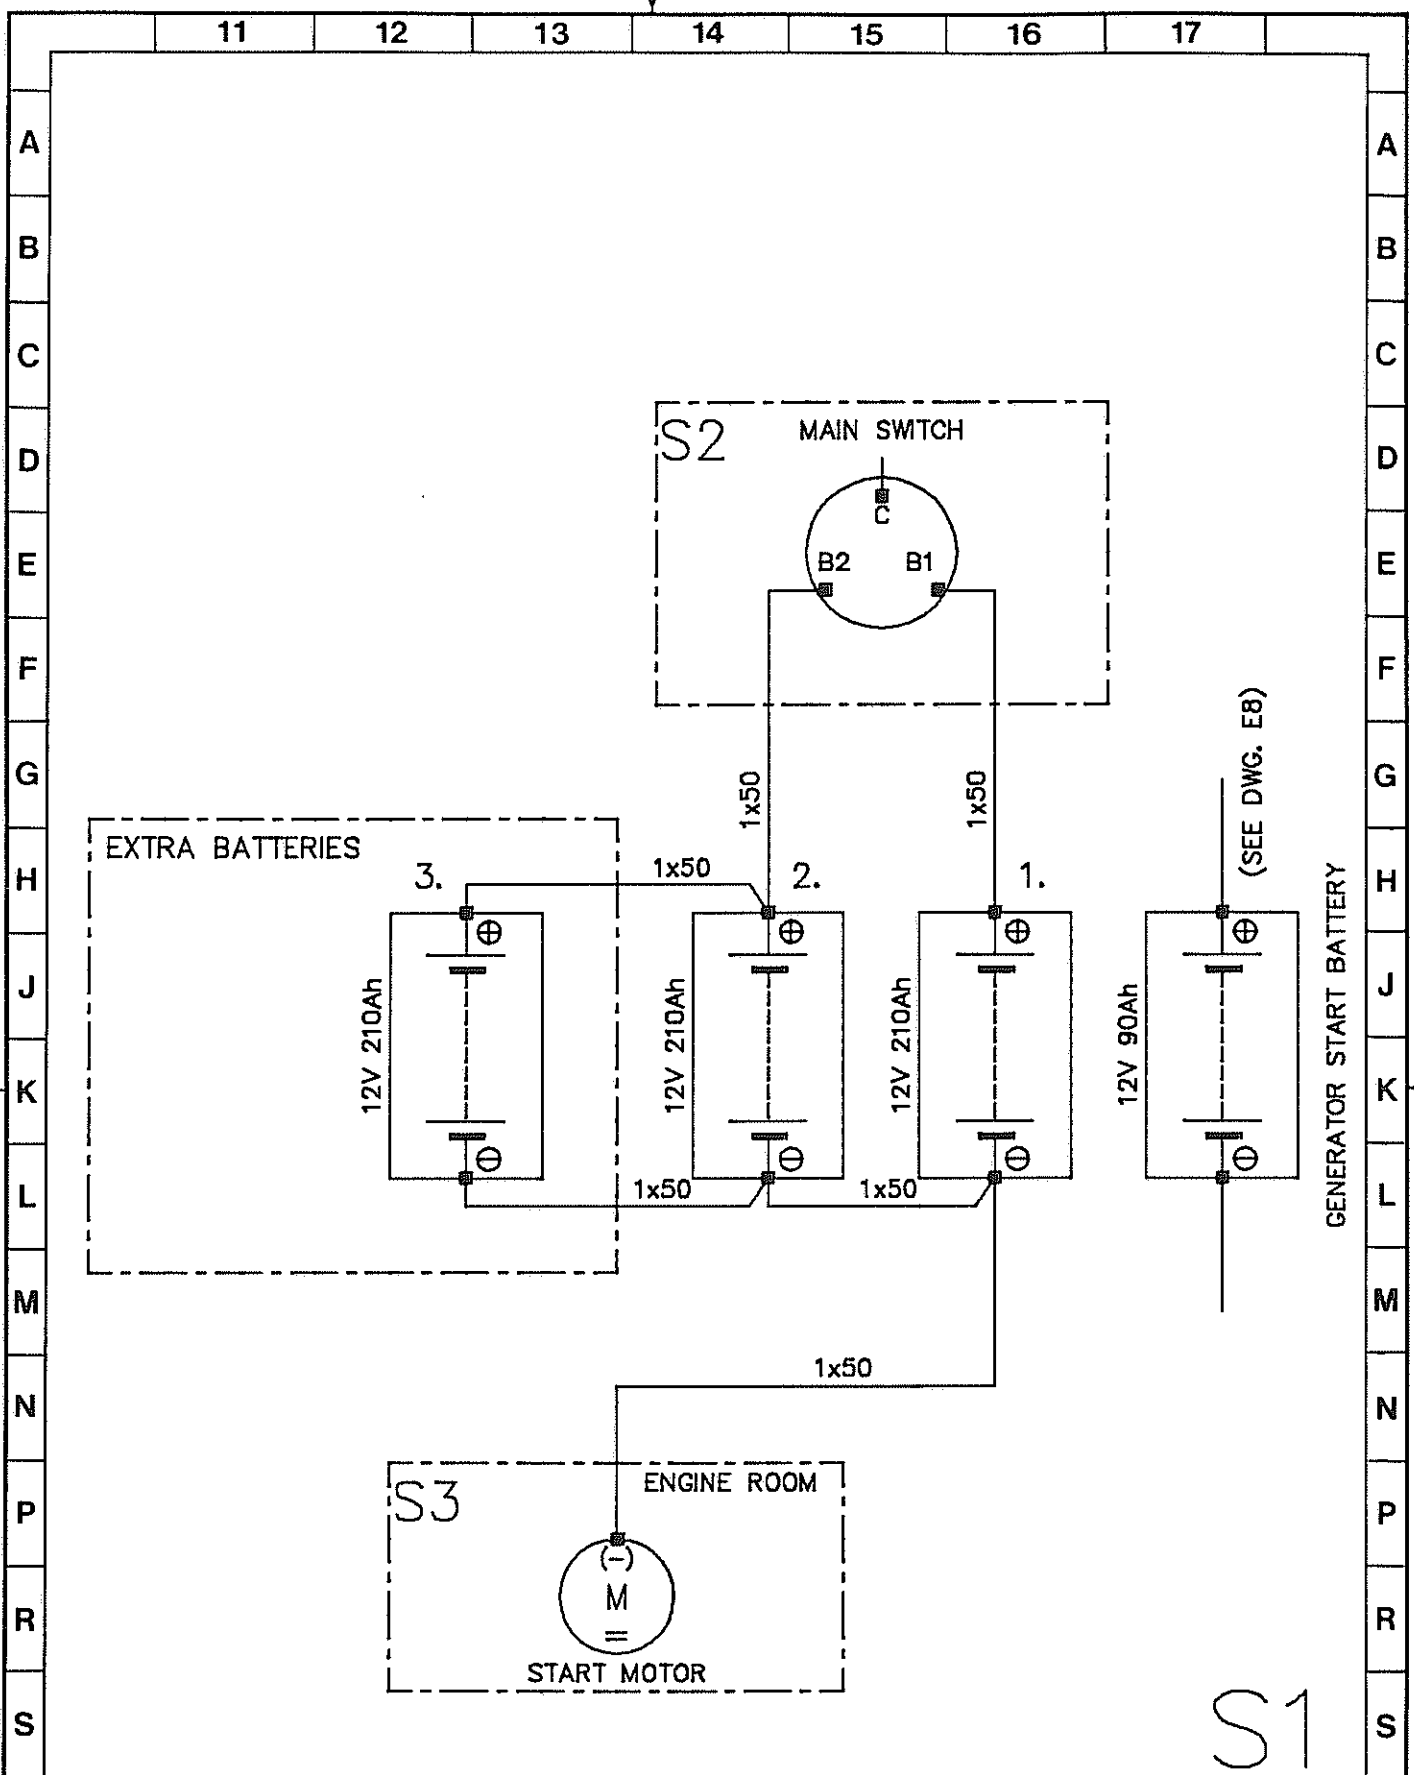 11 12 13 14 15 16 17
A A
B B
C C
S2 MAIN SWITCH
D D
C
E B2 B1 E
F F
(SEE DWG. E8)
G 1x50 1x50 G
EXTRA BATTERIES
H 3. 1x50 2. 1. H
J J
12V 210Ah 12V 210Ah 12V 210Ah 12V 90Ah
GENERATOR START BATTERY
K K
L 1x50 1x50 L
M M
1x50
N N
S3 ENGINE ROOM
P P
(-)
M
R R
START MOTOR
S S1 S